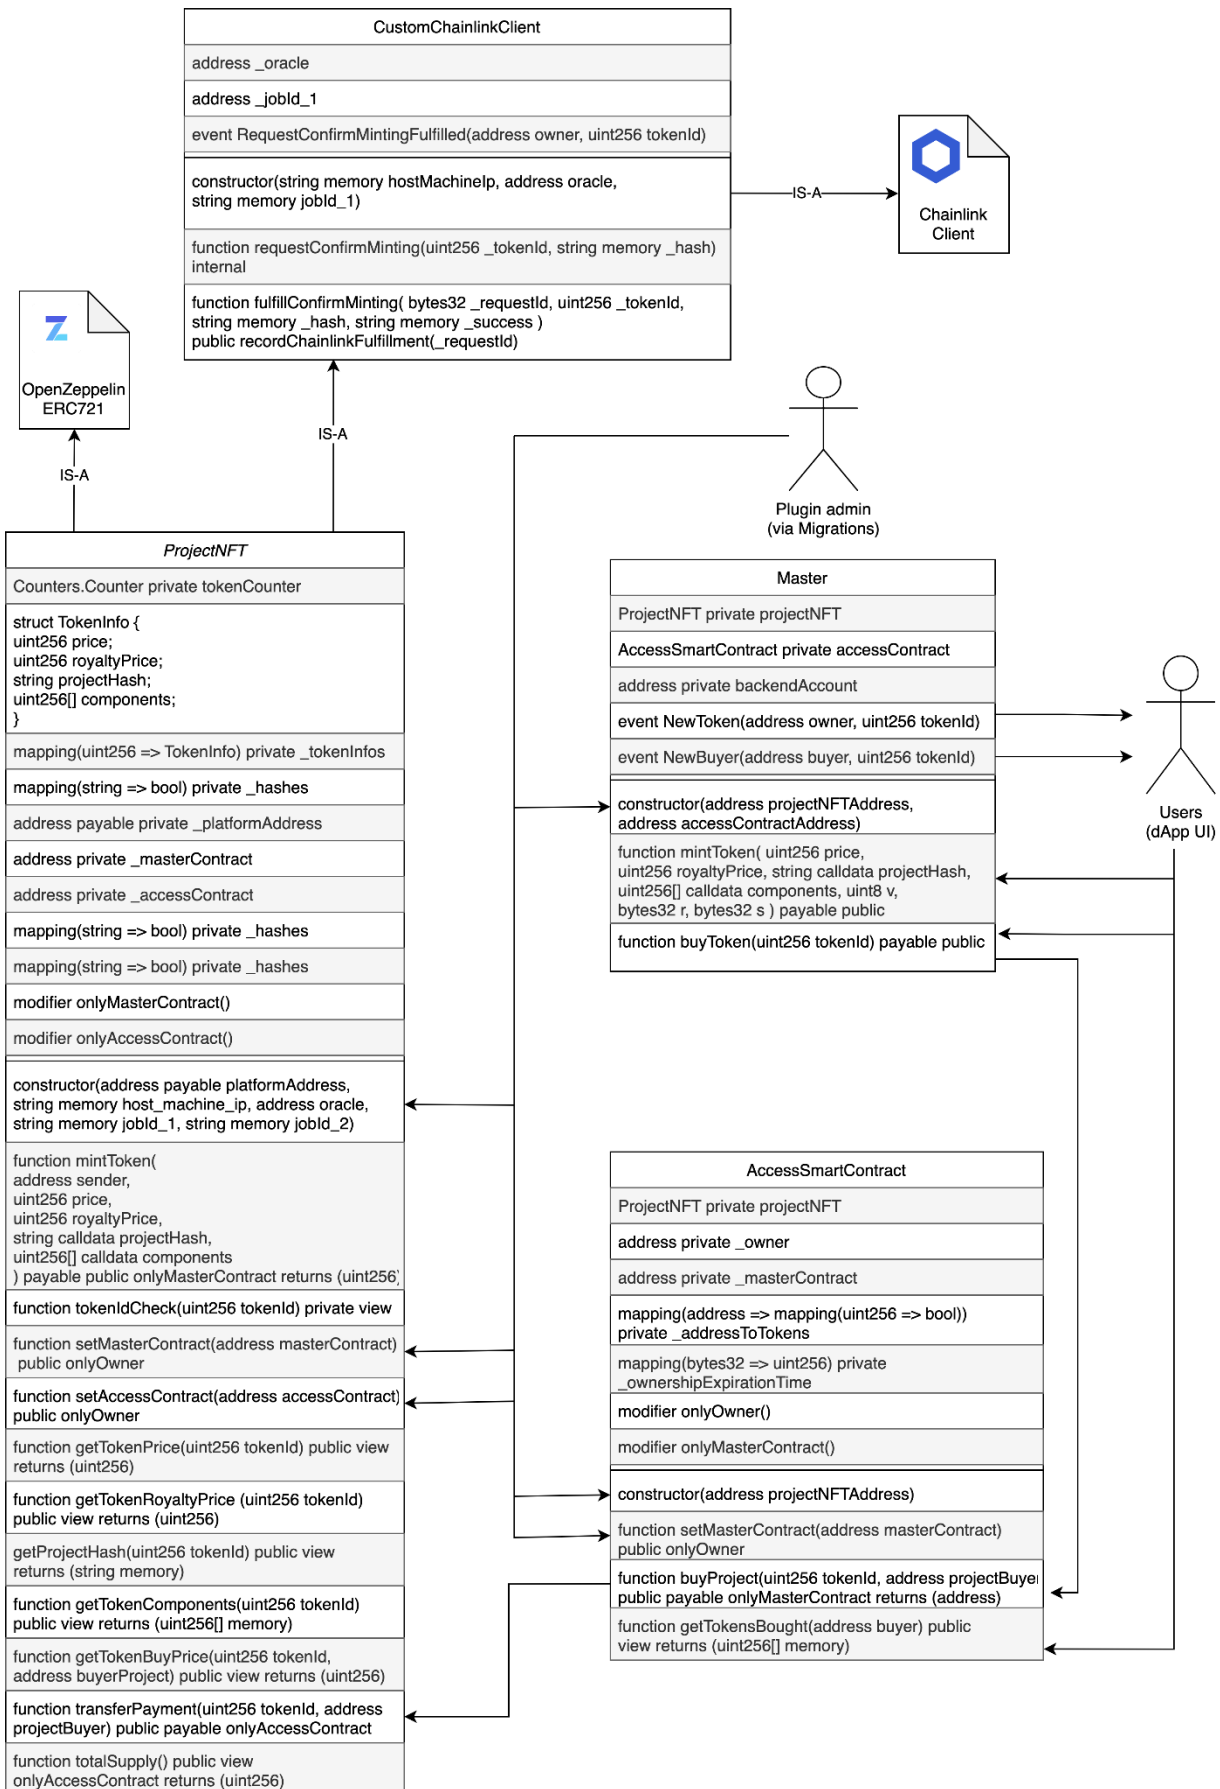 CustomChainlinkClient
address _oracle
address _jobId_1
event RequestConfirmMintingFulfilled(address owner, uint256 tokenId)
constructor(string memory hostMachineIp, address oracle,
string memory jobId_1)
function requestConfirmMinting(uint256 _tokenId, string memory _hash)
internal
function fulfillConfirmMinting( bytes32 _requestId, uint256 _tokenId,
string memory _hash, string memory _success )
public recordChainlinkFulfillment(_requestId)
IS-A
Chainlink
Client
OpenZeppelin
ERC721
IS-A
IS-A
Plugin admin
(via Migrations)
ProjectNFT
Counters.Counter private tokenCounter
struct TokenInfo {
uint256 price;
uint256 royaltyPrice;
string projectHash;
uint256[] components;
}
mapping(uint256 => TokenInfo) private _tokenInfos
mapping(string => bool) private _hashes
address payable private _platformAddress
address private _masterContract
address private _accessContract
mapping(string => bool) private _hashes
mapping(string => bool) private _hashes
modifier onlyMasterContract()
modifier onlyAccessContract()
constructor(address payable platformAddress,
string memory host_machine_ip, address oracle,
string memory jobId_1, string memory jobId_2)
function mintToken(
address sender,
uint256 price,
uint256 royaltyPrice,
string calldata projectHash,
uint256[] calldata components
) payable public onlyMasterContract returns (uint256)
function tokenIdCheck(uint256 tokenId) private view
function setMasterContract(address masterContract)
public onlyOwner
function setAccessContract(address accessContract)
public onlyOwner
function getTokenPrice(uint256 tokenId) public view
returns (uint256)
function getTokenRoyaltyPrice (uint256 tokenId)
public view returns (uint256)
getProjectHash(uint256 tokenId) public view
returns (string memory)
function getTokenComponents(uint256 tokenId)
public view returns (uint256[] memory)
function getTokenBuyPrice(uint256 tokenId,
address buyerProject) public view returns (uint256)
function transferPayment(uint256 tokenId, address
projectBuyer) public payable onlyAccessContract
function totalSupply() public view
onlyAccessContract returns (uint256)
Master
ProjectNFT private projectNFT
AccessSmartContract private accessContract
address private backendAccount
event NewToken(address owner, uint256 tokenId)
event NewBuyer(address buyer, uint256 tokenId)
constructor(address projectNFTAddress,
address accessContractAddress)
function mintToken( uint256 price,
uint256 royaltyPrice, string calldata projectHash,
uint256[] calldata components, uint8 v,
bytes32 r, bytes32 s ) payable public
function buyToken(uint256 tokenId) payable public
Users
(dApp UI)
AccessSmartContract
ProjectNFT private projectNFT
address private _owner
address private _masterContract
mapping(address => mapping(uint256 => bool))
private _addressToTokens
mapping(bytes32 => uint256) private
_ownershipExpirationTime
modifier onlyOwner()
modifier onlyMasterContract()
constructor(address projectNFTAddress)
function setMasterContract(address masterContract)
public onlyOwner
function buyProject(uint256 tokenId, address projectBuyer
public payable onlyMasterContract returns (address)
function getTokensBought(address buyer) public
view returns (uint256[] memory)